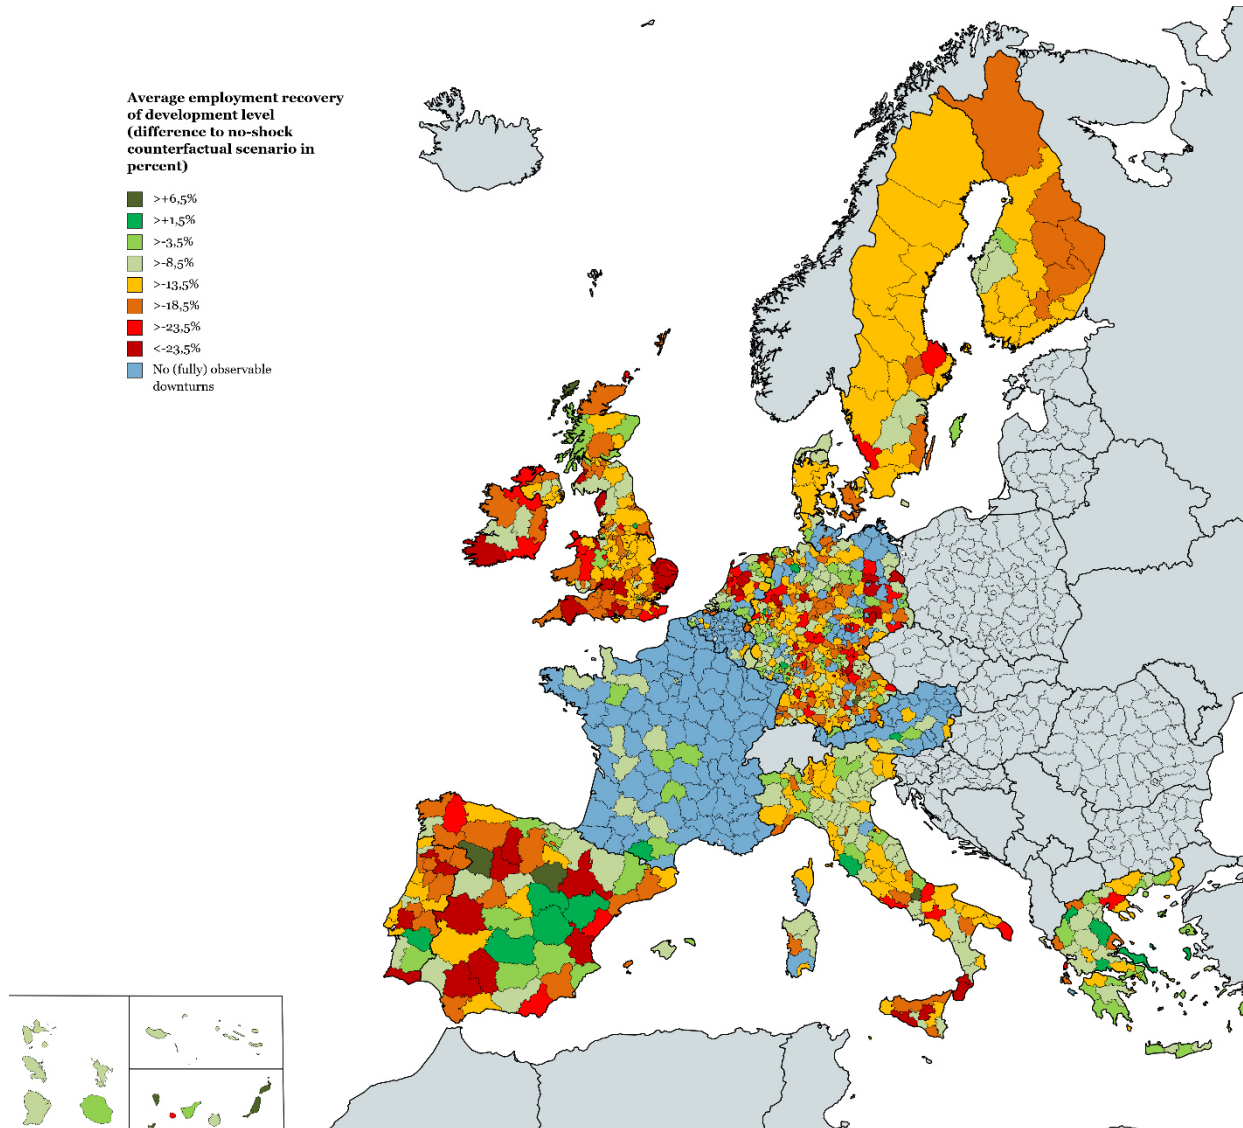 Average employment recovery
of development level
(difference to no-shock
counterfactual scenario in
percent)
>+6,5%
>+1,5%
>-3,5%
>-8,5%
>-13,5%
>-18,5%
>-23,5%
<-23,5%
No (fully) observable
downturns